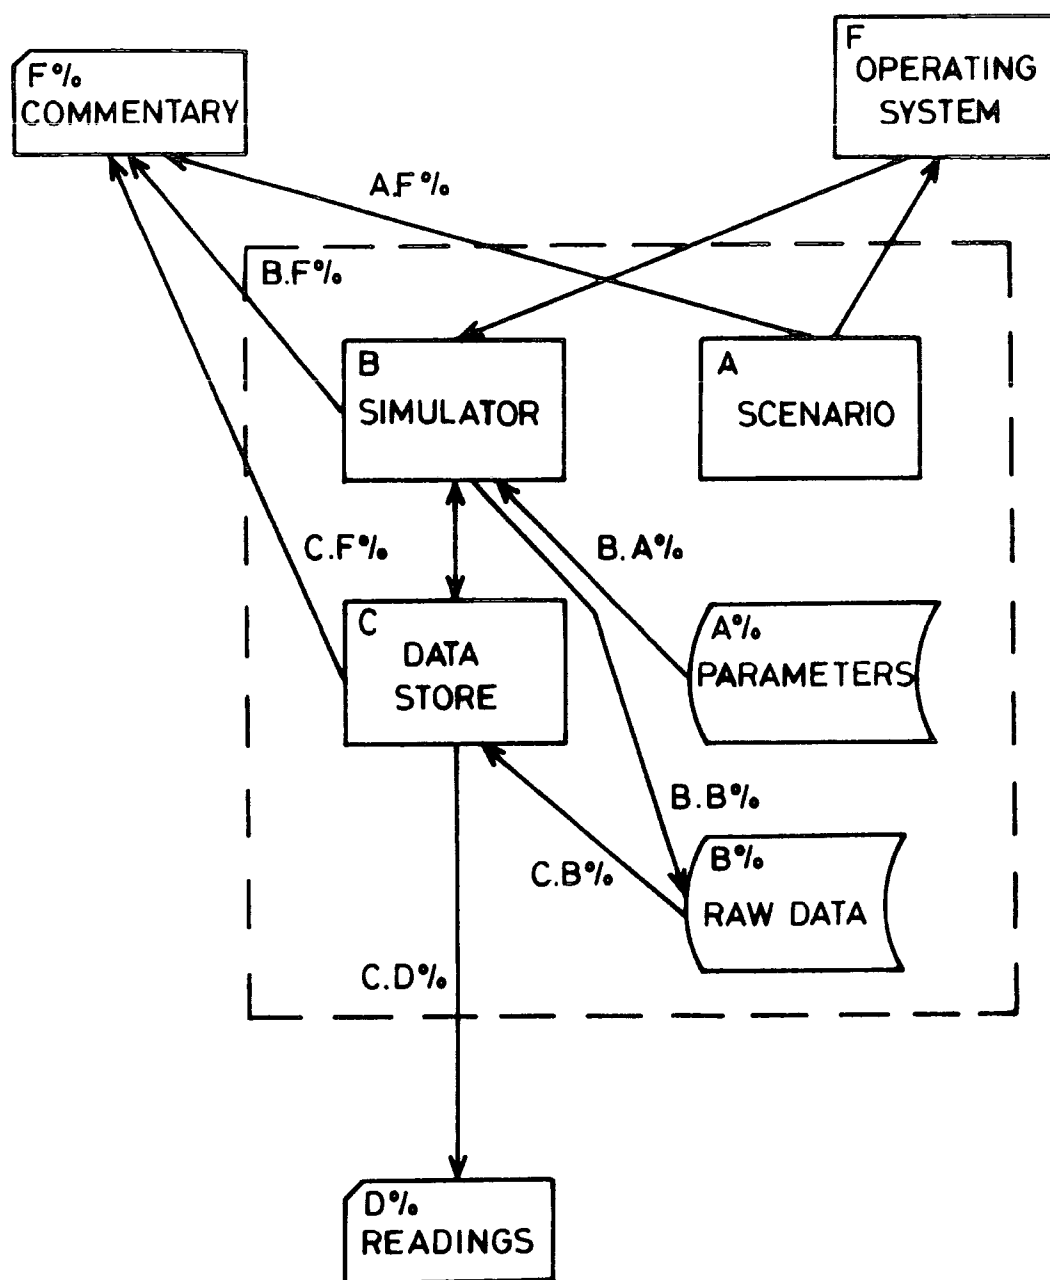 F%
COMMENTARY
F
OPERATING
SYSTEM
A.F%
B.F%
B
SIMULATOR
A
SCENARIO
C.F%
B.A%
C
DATA
STORE
A%
PARAMETERS
B.B%
C.B%
B%
RAW DATA
C.D%
D%
READINGS